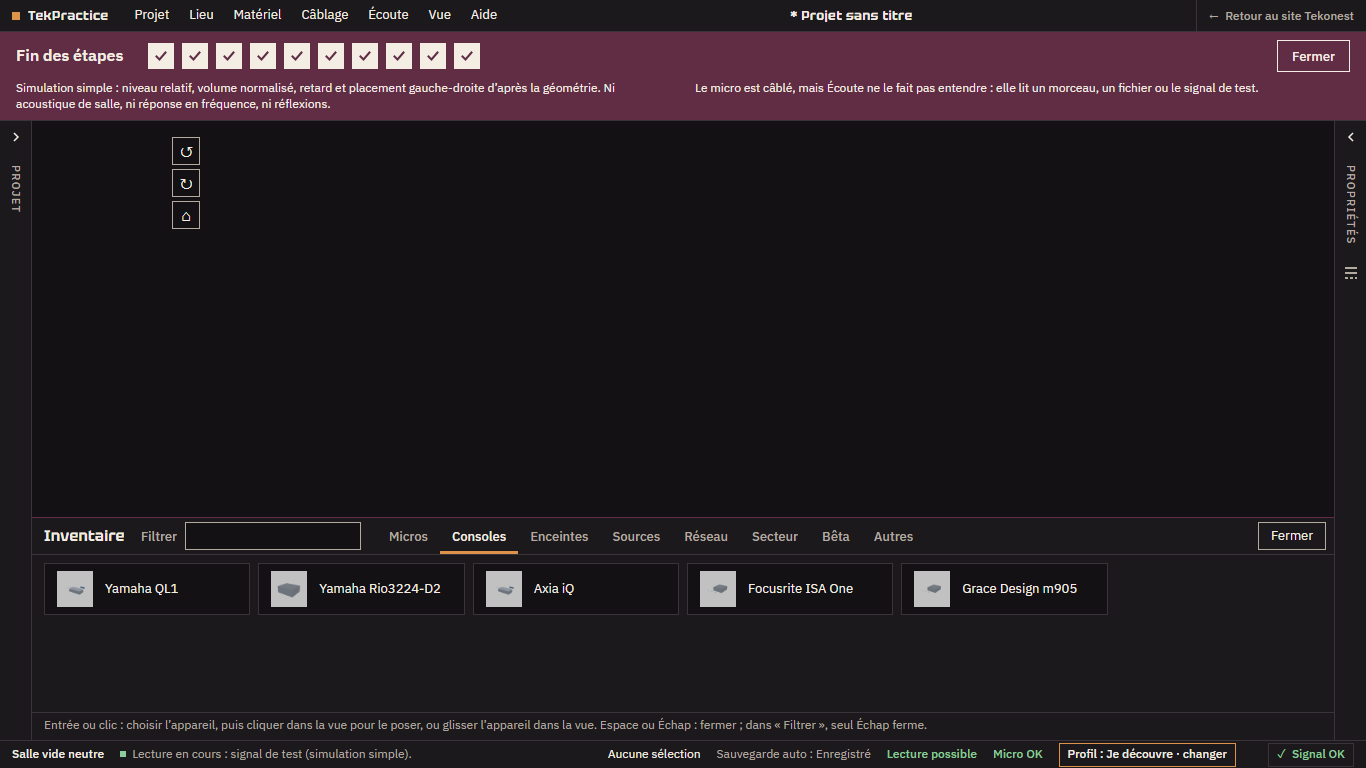 TekPractice Projet Lieu Matériel Câblage Écoute Vue Aide * Projet sans titre ← Retour au site Tekonest
Fin des étapes Fermer
Simulation simple : niveau relatif, volume normalisé, retard et placement gauche-droite d'après la géométrie. Ni
acoustique de salle, ni réponse en fréquence, ni réflexions.
Le micro est câblé, mais Écoute ne le fait pas entendre : elle lit un morceau, un fichier ou le signal de test.
PROJET
PROPRIÉTÉS
Inventaire Filtrer Micros Consoles Enceintes Sources Réseau Secteur Bêta Autres Fermer
Yamaha QL1 Yamaha Rio3224-D2 Axia iQ Focusrite ISA One Grace Design m905
Entrée ou clic : choisir l'appareil, puis cliquer dans la vue pour le poser, ou glisser l'appareil dans la vue. Espace ou Échap : fermer ; dans « Filtrer », seul Échap ferme.
Salle vide neutre Lecture en cours : signal de test (simulation simple). Aucune sélection Sauvegarde auto : Enregistré Lecture possible Micro OK Profil : Je découvre · changer ✓ Signal OK